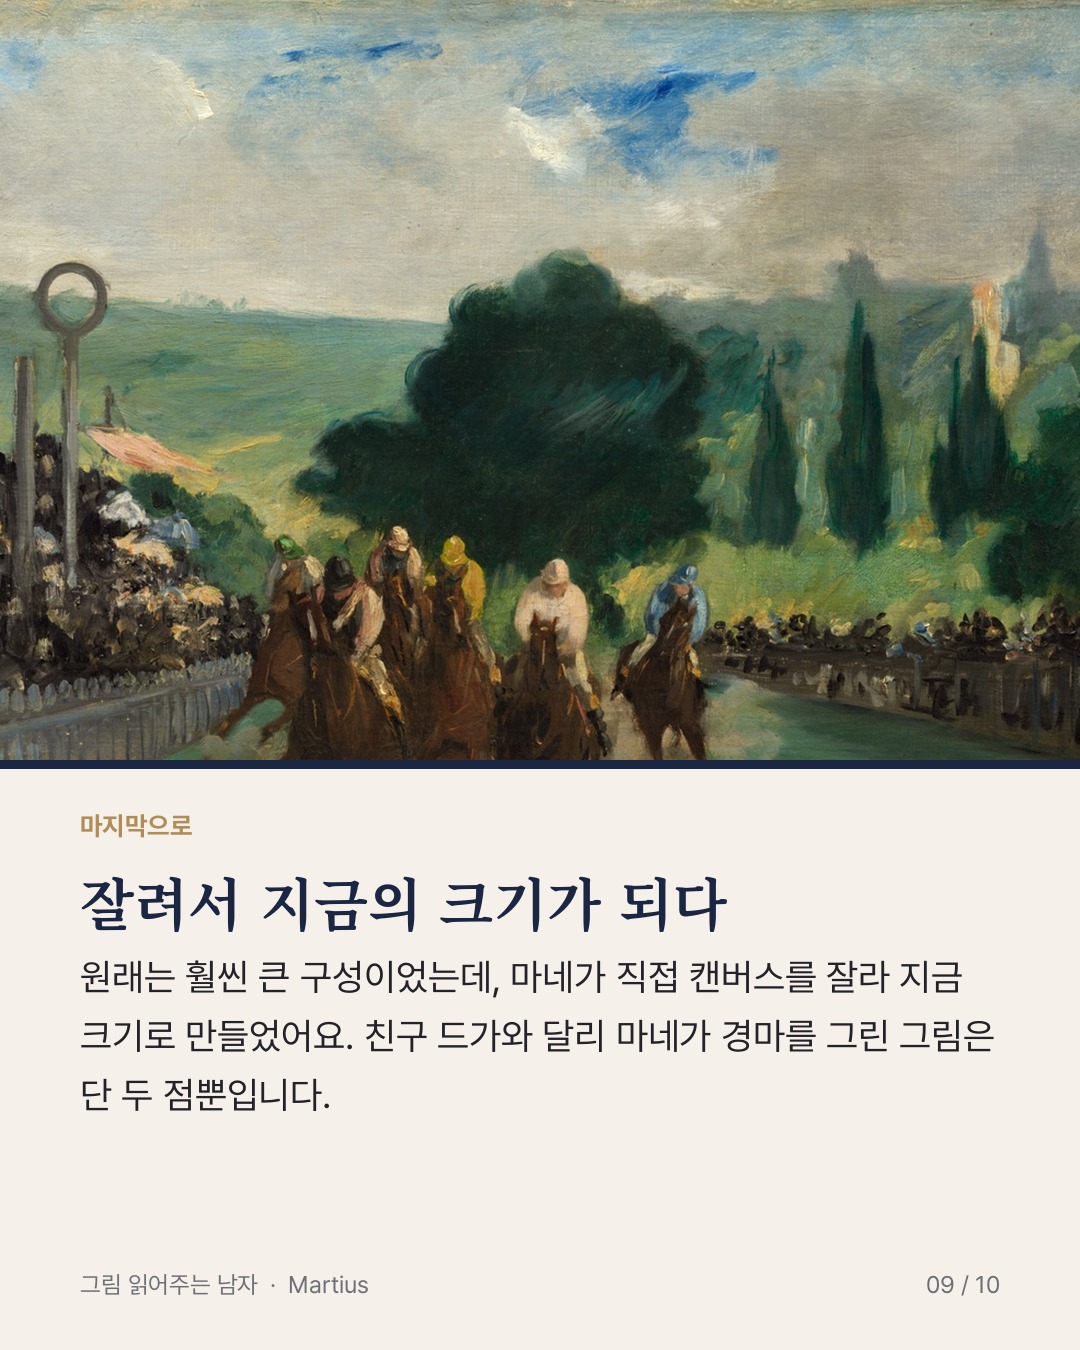 마지막으로
잘려서 지금의 크기가 되다
원래는 훨씬 큰 구성이었는데, 마네가 직접 캔버스를 잘라 지금
크기로 만들었어요. 친구 드가와 달리 마네가 경마를 그린 그림은
단 두 점뿐입니다.
그림 읽어주는 남자 · Martius
09 / 10